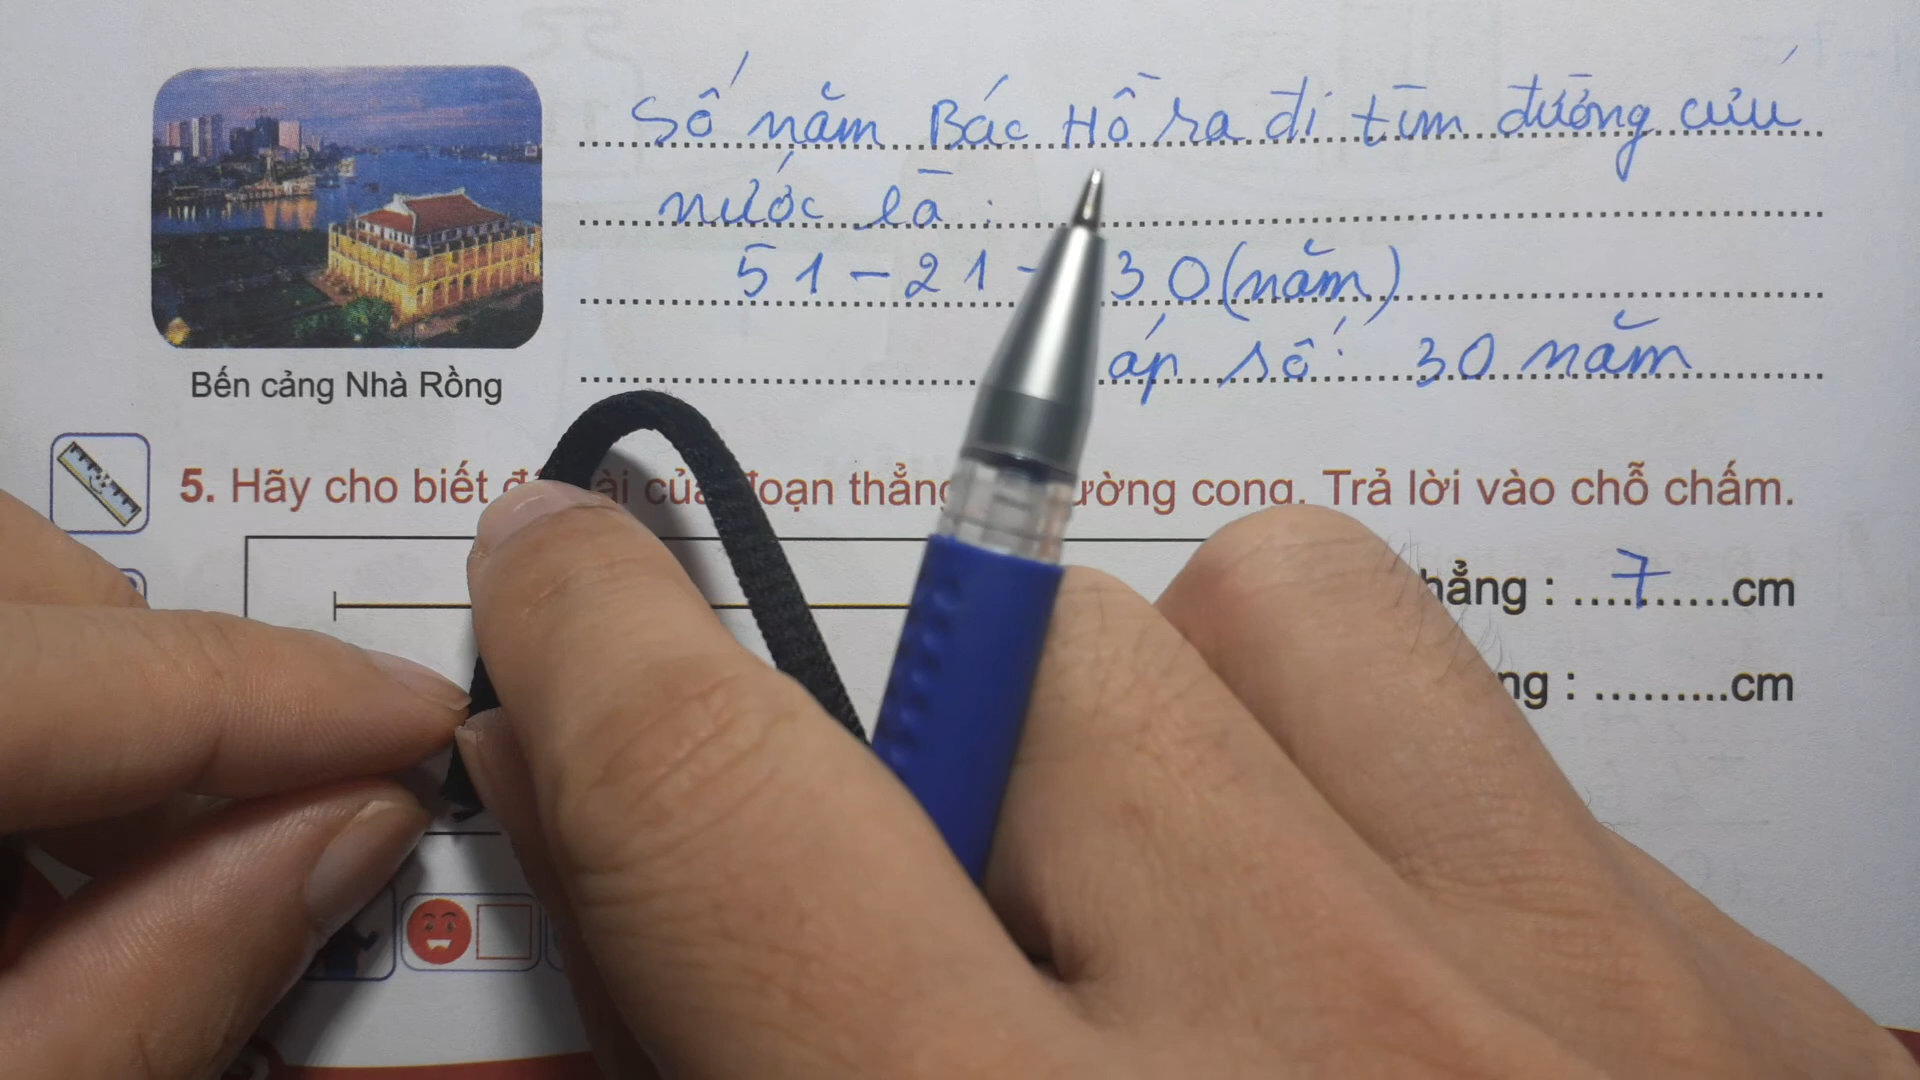 Số năm Bác Hồ ra đi tìm đường cứu
nước là :
51 - 21 - 30 (năm)
áp số: 30 năm
Bến cảng Nhà Rồng
5. Hãy cho biết đ ài của đoạn thẳng ường cong. Trả lời vào chỗ chấm.
hẳng : ....7.......cm
ng : .........cm